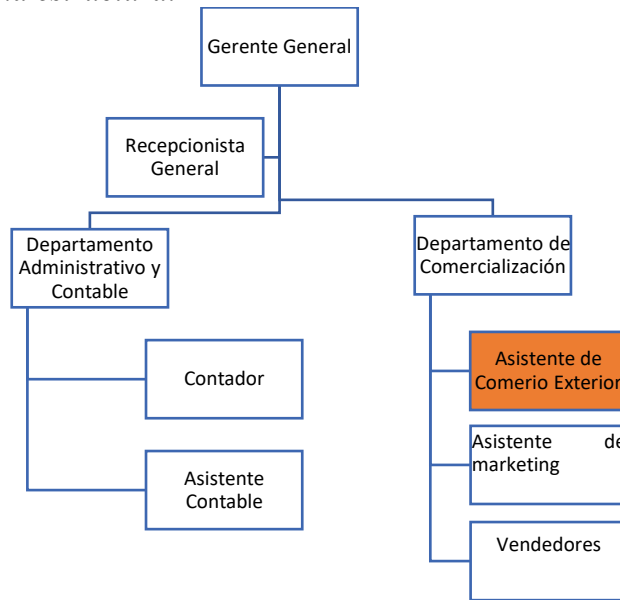 Gerente General
Recepcionista
General
Departamento
Administrativo y
Contable
Departamento de
Comercialización
Contador
Asistente
Contable
Asistente de
Comerio Exterior
Asistente de
marketing
Vendedores